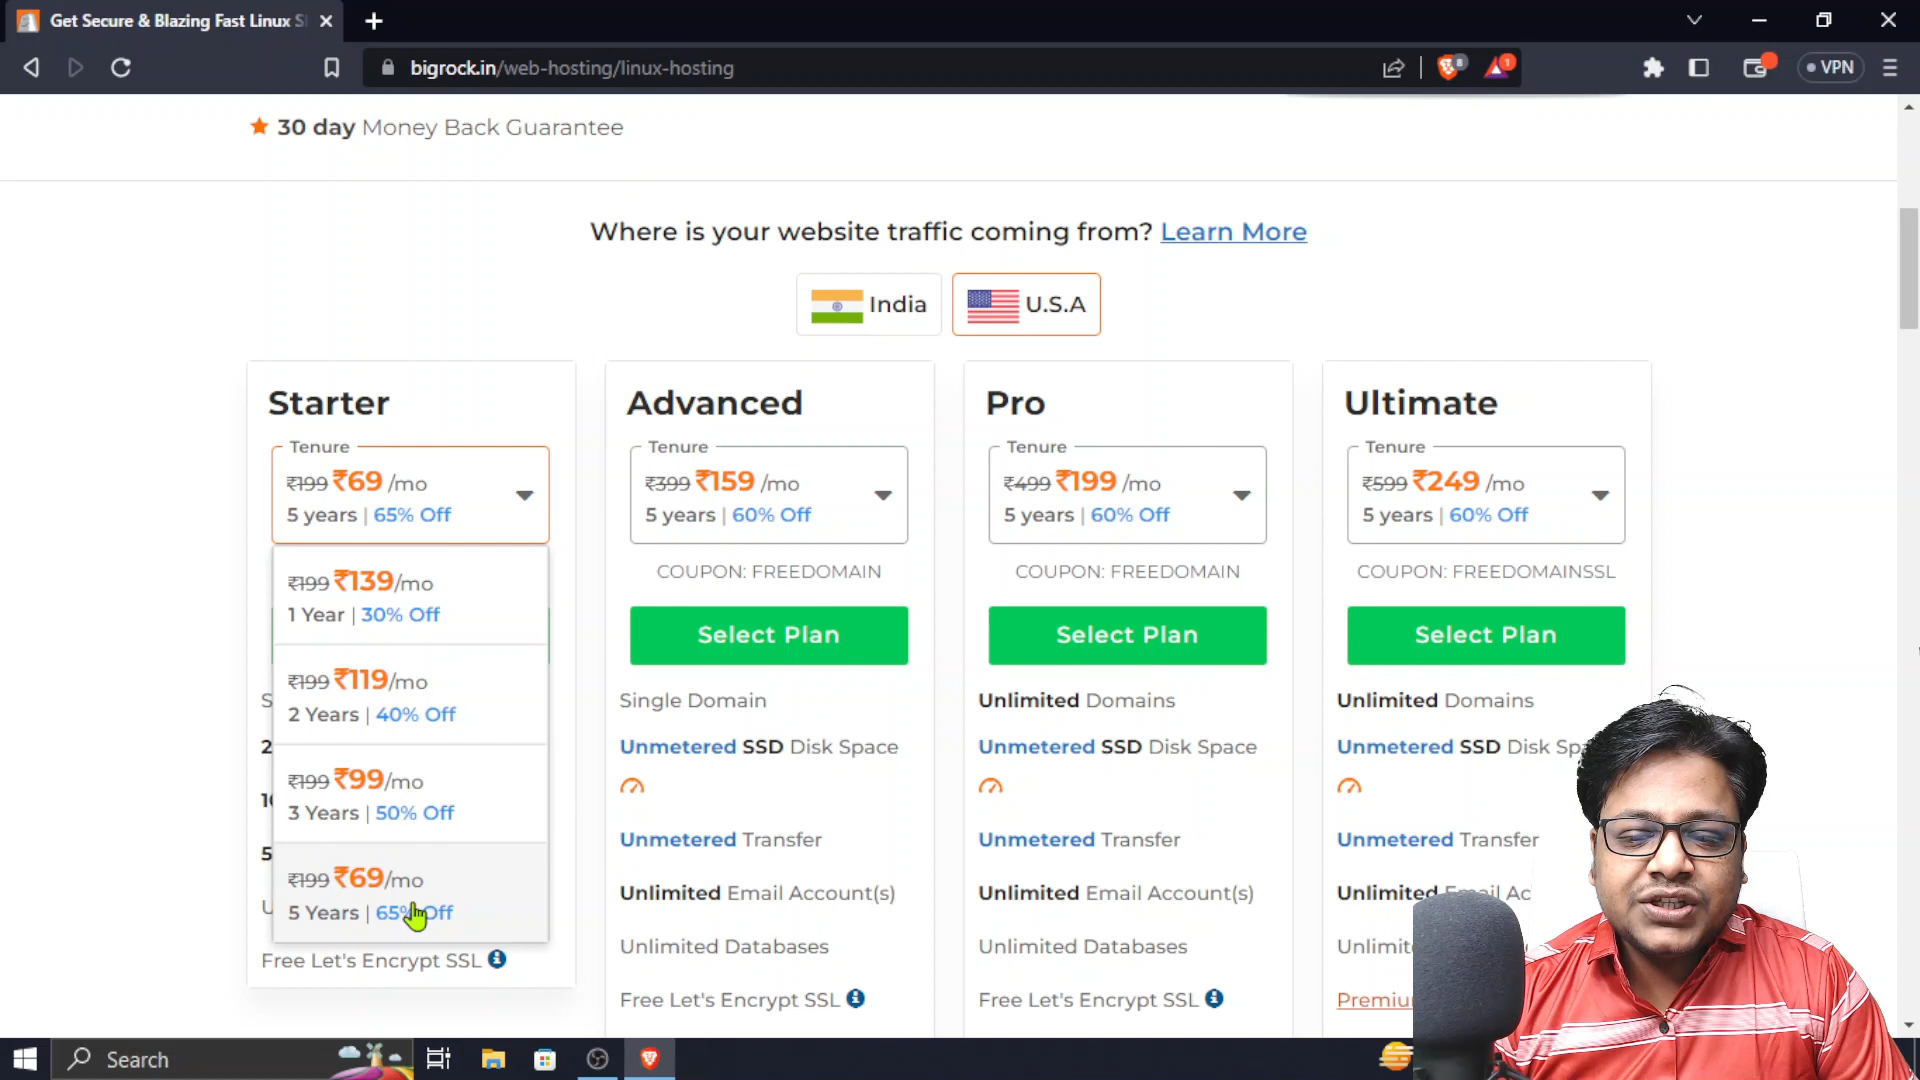 Get Secure & Blazing Fast Linux S
bigrock.in/web-hosting/linux-hosting
8
1
VPN
30 day Money Back Guarantee
Where is your website traffic coming from? Learn More
India
U.S.A
Starter
Tenure
₹199 ₹69 /mo
5 years | 65% Off
₹199 ₹139/mo
1 Year | 30% Off
₹199 ₹119/mo
2 Years | 40% Off
₹199 ₹99/mo
3 Years | 50% Off
₹199 ₹69/mo
5 Years | 65% Off
Free Let's Encrypt SSL
Advanced
Tenure
₹399 ₹159 /mo
5 years | 60% Off
COUPON: FREEDOMAIN
Select Plan
Single Domain
Unmetered SSD Disk Space
Unmetered Transfer
Unlimited Email Account(s)
Unlimited Databases
Free Let's Encrypt SSL
Pro
Tenure
₹499 ₹199 /mo
5 years | 60% Off
COUPON: FREEDOMAIN
Select Plan
Unlimited Domains
Unmetered SSD Disk Space
Unmetered Transfer
Unlimited Email Account(s)
Unlimited Databases
Free Let's Encrypt SSL
Ultimate
Tenure
₹599 ₹249 /mo
5 years | 60% Off
COUPON: FREEDOMAINSSL
Select Plan
Unlimited Domains
Unmetered SSD Disk Sp
Unmetered Transfer
Unlimited Email Ac
Unlimit
Premiu
Search